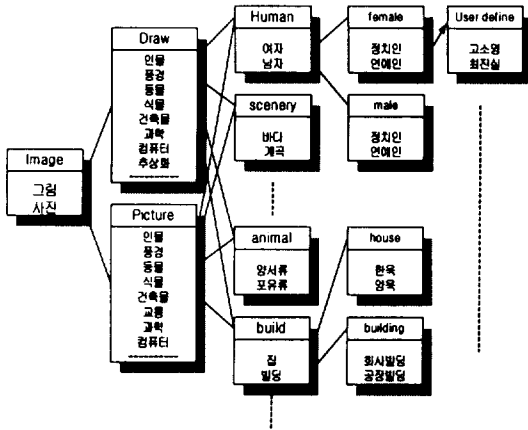 Image
그림
사진
Draw
인물
풍경
동물
식물
건축물
과학
컴퓨터
추상화
Picture
인물
풍경
동물
식물
건축물
교통
과학
컴퓨터
Human
여자
남자
scenery
바다
계곡
animal
양서류
포유류
build
집
빌딩
female
정치인
연예인
male
정치인
연예인
house
한옥
양옥
building
회사빌딩
공장빌딩
User define
고소영
최진실